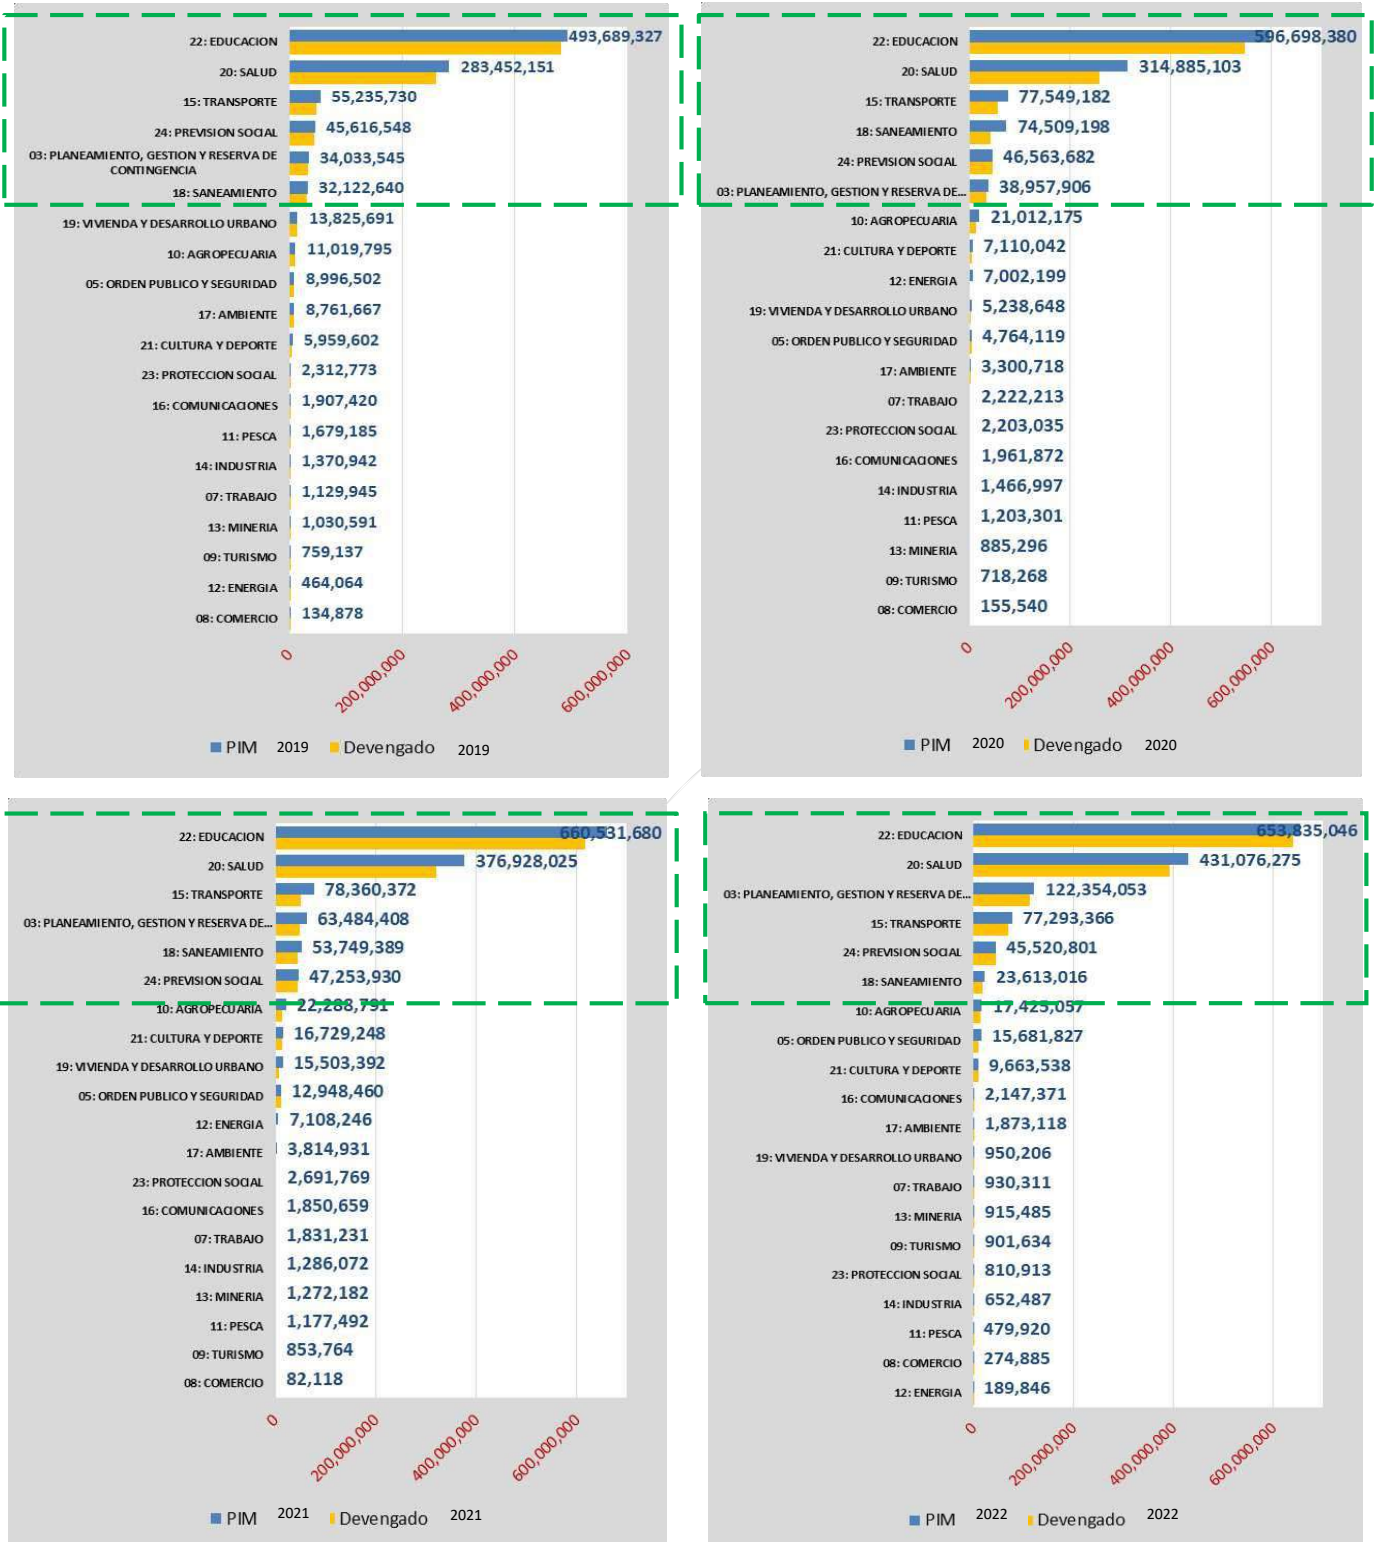 22: EDUCACION 493,689,327
20: SALUD 283,452,151
15: TRANSPORTE 55,235,730
24: PREVISION SOCIAL 45,616,548
03: PLANEAMIENTO, GESTION Y RESERVA DE
CONTINGENCIA 34,033,545
18: SANEAMIENTO 32,122,640
19: VIVIENDA Y DESARROLLO URBANO 13,825,691
10: AGROPECUARIA 11,019,795
05: ORDEN PUBLICO Y SEGURIDAD 8,996,502
17: AMBIENTE 8,761,667
21: CULTURA Y DEPORTE 5,959,602
23: PROTECCION SOCIAL 2,312,773
16: COMUNICACIONES 1,907,420
11: PESCA 1,679,185
14: INDUSTRIA 1,370,942
07: TRABAJO 1,129,945
13: MINERIA 1,030,591
09: TURISMO 759,137
12: ENERGIA 464,064
08: COMERCIO 134,878
0 200,000,000 400,000,000 600,000,000
PIM 2019 Devengado 2019
22: EDUCACION 596,698,380
20: SALUD 314,885,103
15: TRANSPORTE 77,549,182
18: SANEAMIENTO 74,509,198
24: PREVISION SOCIAL 46,563,682
03: PLANEAMIENTO, GESTION Y RESERVA DE... 38,957,906
10: AGROPECUARIA 21,012,175
21: CULTURA Y DEPORTE 7,110,042
12: ENERGIA 7,002,199
19: VIVIENDA Y DESARROLLO URBANO 5,238,648
05: ORDEN PUBLICO Y SEGURIDAD 4,764,119
17: AMBIENTE 3,300,718
07: TRABAJO 2,222,213
23: PROTECCION SOCIAL 2,203,035
16: COMUNICACIONES 1,961,872
14: INDUSTRIA 1,466,997
11: PESCA 1,203,301
13: MINERIA 885,296
09: TURISMO 718,268
08: COMERCIO 155,540
0 200,000,000 400,000,000 600,000,000
PIM 2020 Devengado 2020
22: EDUCACION 660,531,680
20: SALUD 376,928,025
15: TRANSPORTE 78,360,372
03: PLANEAMIENTO, GESTION Y RESERVA DE... 63,484,408
18: SANEAMIENTO 53,749,389
24: PREVISION SOCIAL 47,253,930
10: AGROPECUARIA 22,288,791
21: CULTURA Y DEPORTE 16,729,248
19: VIVIENDA Y DESARROLLO URBANO 15,503,392
05: ORDEN PUBLICO Y SEGURIDAD 12,948,460
12: ENERGIA 7,108,246
17: AMBIENTE 3,814,931
23: PROTECCION SOCIAL 2,691,769
16: COMUNICACIONES 1,850,659
07: TRABAJO 1,831,231
14: INDUSTRIA 1,286,072
13: MINERIA 1,272,182
11: PESCA 1,177,492
09: TURISMO 853,764
08: COMERCIO 82,118
0 200,000,000 400,000,000 600,000,000
PIM 2021 Devengado 2021
22: EDUCACION 653,835,046
20: SALUD 431,076,275
03: PLANEAMIENTO, GESTION Y RESERVA DE... 122,354,053
15: TRANSPORTE 77,293,366
24: PREVISION SOCIAL 45,520,801
18: SANEAMIENTO 23,613,016
10: AGROPECUARIA 17,425,057
05: ORDEN PUBLICO Y SEGURIDAD 15,681,827
21: CULTURA Y DEPORTE 9,663,538
16: COMUNICACIONES 2,147,371
17: AMBIENTE 1,873,118
19: VIVIENDA Y DESARROLLO URBANO 950,206
07: TRABAJO 930,311
13: MINERIA 915,485
09: TURISMO 901,634
23: PROTECCION SOCIAL 810,913
14: INDUSTRIA 652,487
11: PESCA 479,920
08: COMERCIO 274,885
12: ENERGIA 189,846
0 200,000,000 400,000,000 600,000,000
PIM 2022 Devengado 2022